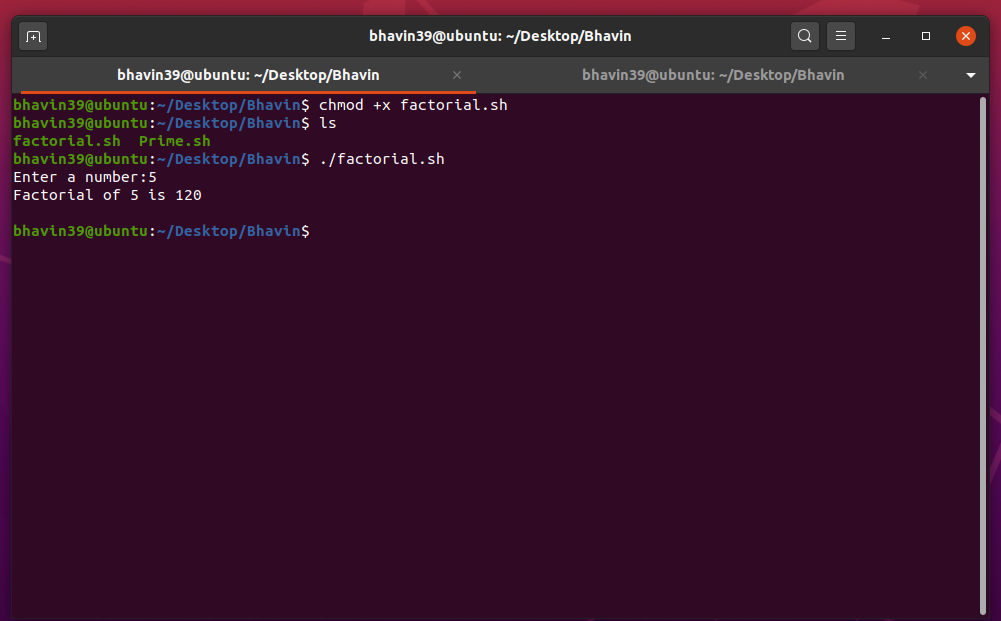 bhavin39@ubuntu: ~/Desktop/Bhavin
bhavin39@ubuntu: ~/Desktop/Bhavin
bhavin39@ubuntu: ~/Desktop/Bhavin
bhavin39@ubuntu:~/Desktop/Bhavin$ chmod +x factorial.sh
bhavin39@ubuntu:~/Desktop/Bhavin$ ls
factorial.sh  Prime.sh
bhavin39@ubuntu:~/Desktop/Bhavin$ ./factorial.sh
Enter a number:5
Factorial of 5 is 120
bhavin39@ubuntu:~/Desktop/Bhavin$